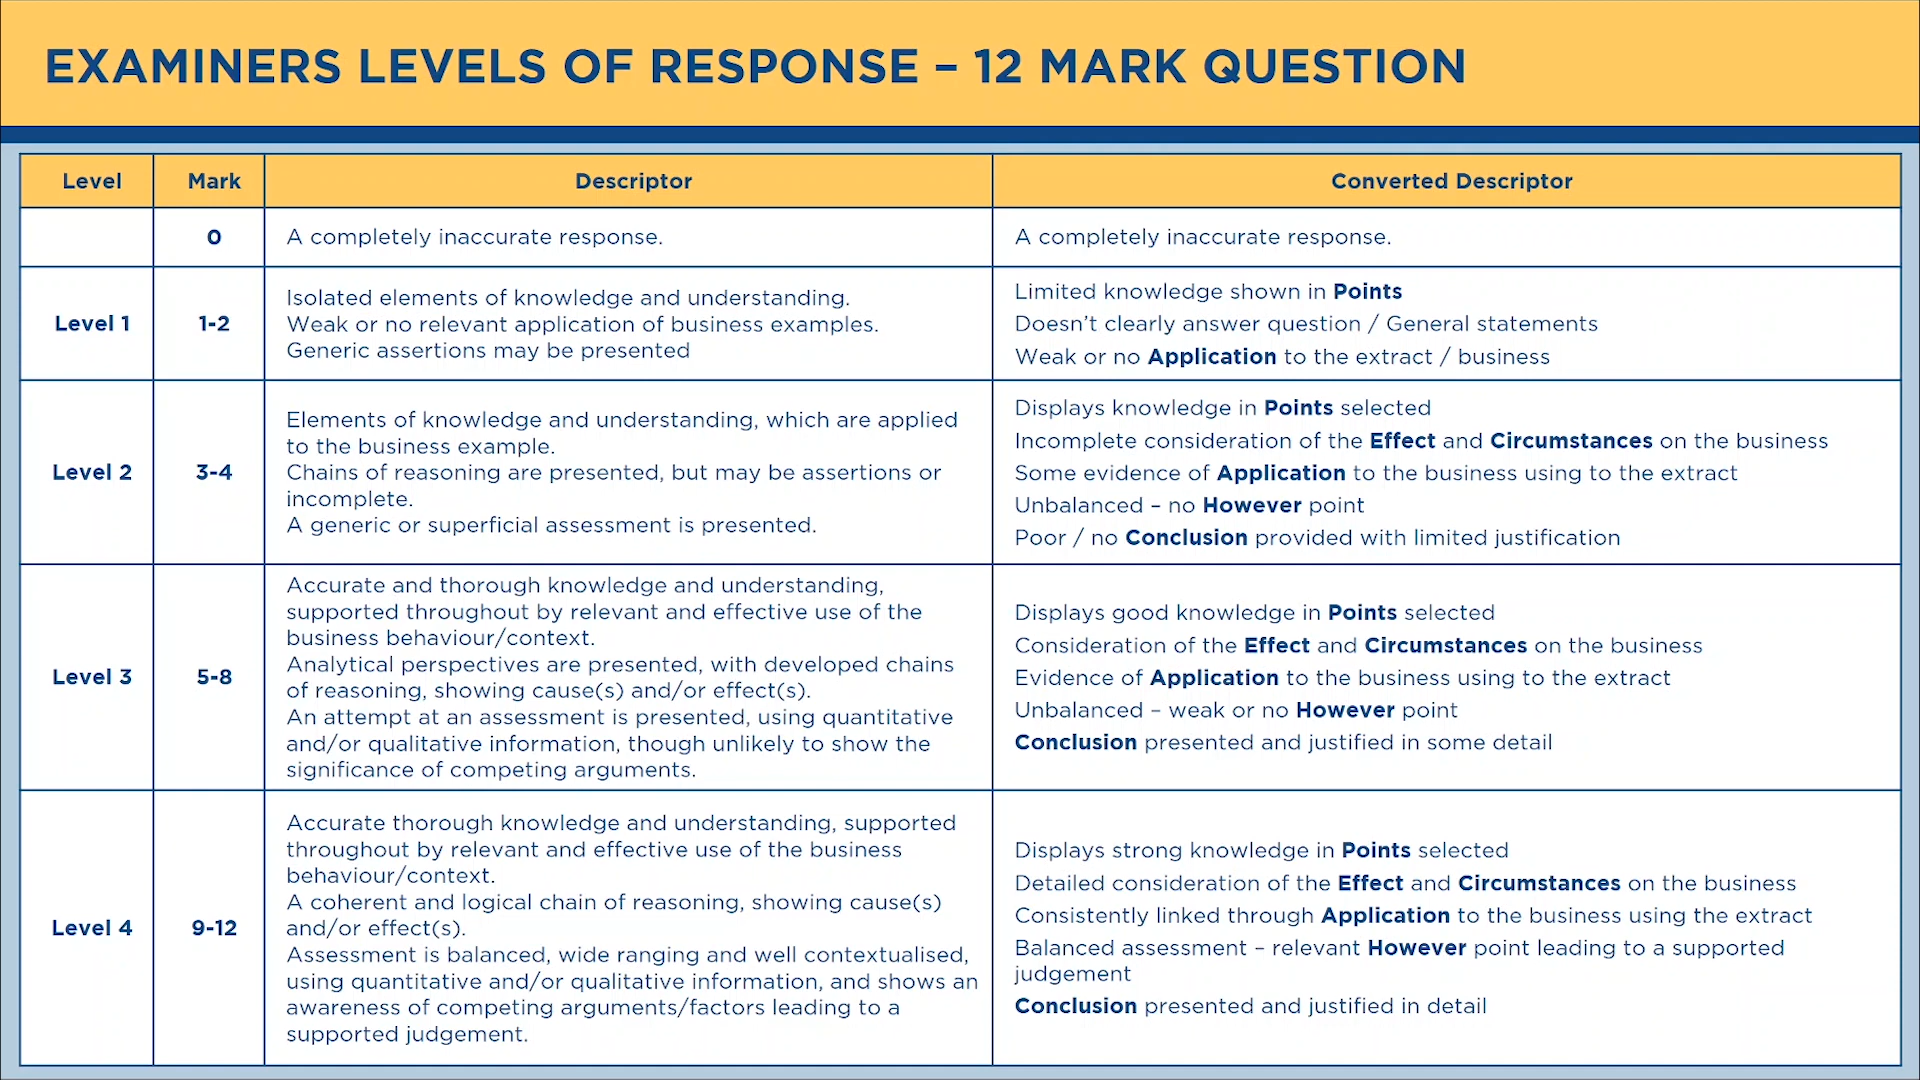 EXAMINERS LEVELS OF RESPONSE – 12 MARK QUESTION
Level Mark Descriptor Converted Descriptor
0 A completely inaccurate response. A completely inaccurate response.
Level 1 1-2
Isolated elements of knowledge and understanding.
Weak or no relevant application of business examples.
Generic assertions may be presented
Limited knowledge shown in Points
Doesn't clearly answer question / General statements
Weak or no Application to the extract / business
Level 2 3-4
Elements of knowledge and understanding, which are applied
to the business example.
Chains of reasoning are presented, but may be assertions or
incomplete.
A generic or superficial assessment is presented.
Displays knowledge in Points selected
Incomplete consideration of the Effect and Circumstances on the business
Some evidence of Application to the business using to the extract
Unbalanced – no However point
Poor / no Conclusion provided with limited justification
Level 3 5-8
Accurate and thorough knowledge and understanding,
supported throughout by relevant and effective use of the
business behaviour/context.
Analytical perspectives are presented, with developed chains
of reasoning, showing cause(s) and/or effect(s).
An attempt at an assessment is presented, using quantitative
and/or qualitative information, though unlikely to show the
significance of competing arguments.
Displays good knowledge in Points selected
Consideration of the Effect and Circumstances on the business
Evidence of Application to the business using to the extract
Unbalanced – weak or no However point
Conclusion presented and justified in some detail
Level 4 9-12
Accurate thorough knowledge and understanding, supported
throughout by relevant and effective use of the business
behaviour/context.
A coherent and logical chain of reasoning, showing cause(s)
and/or effect(s).
Assessment is balanced, wide ranging and well contextualised,
using quantitative and/or qualitative information, and shows an
awareness of competing arguments/factors leading to a
supported judgement.
Displays strong knowledge in Points selected
Detailed consideration of the Effect and Circumstances on the business
Consistently linked through Application to the business using the extract
Balanced assessment – relevant However point leading to a supported
judgement
Conclusion presented and justified in detail